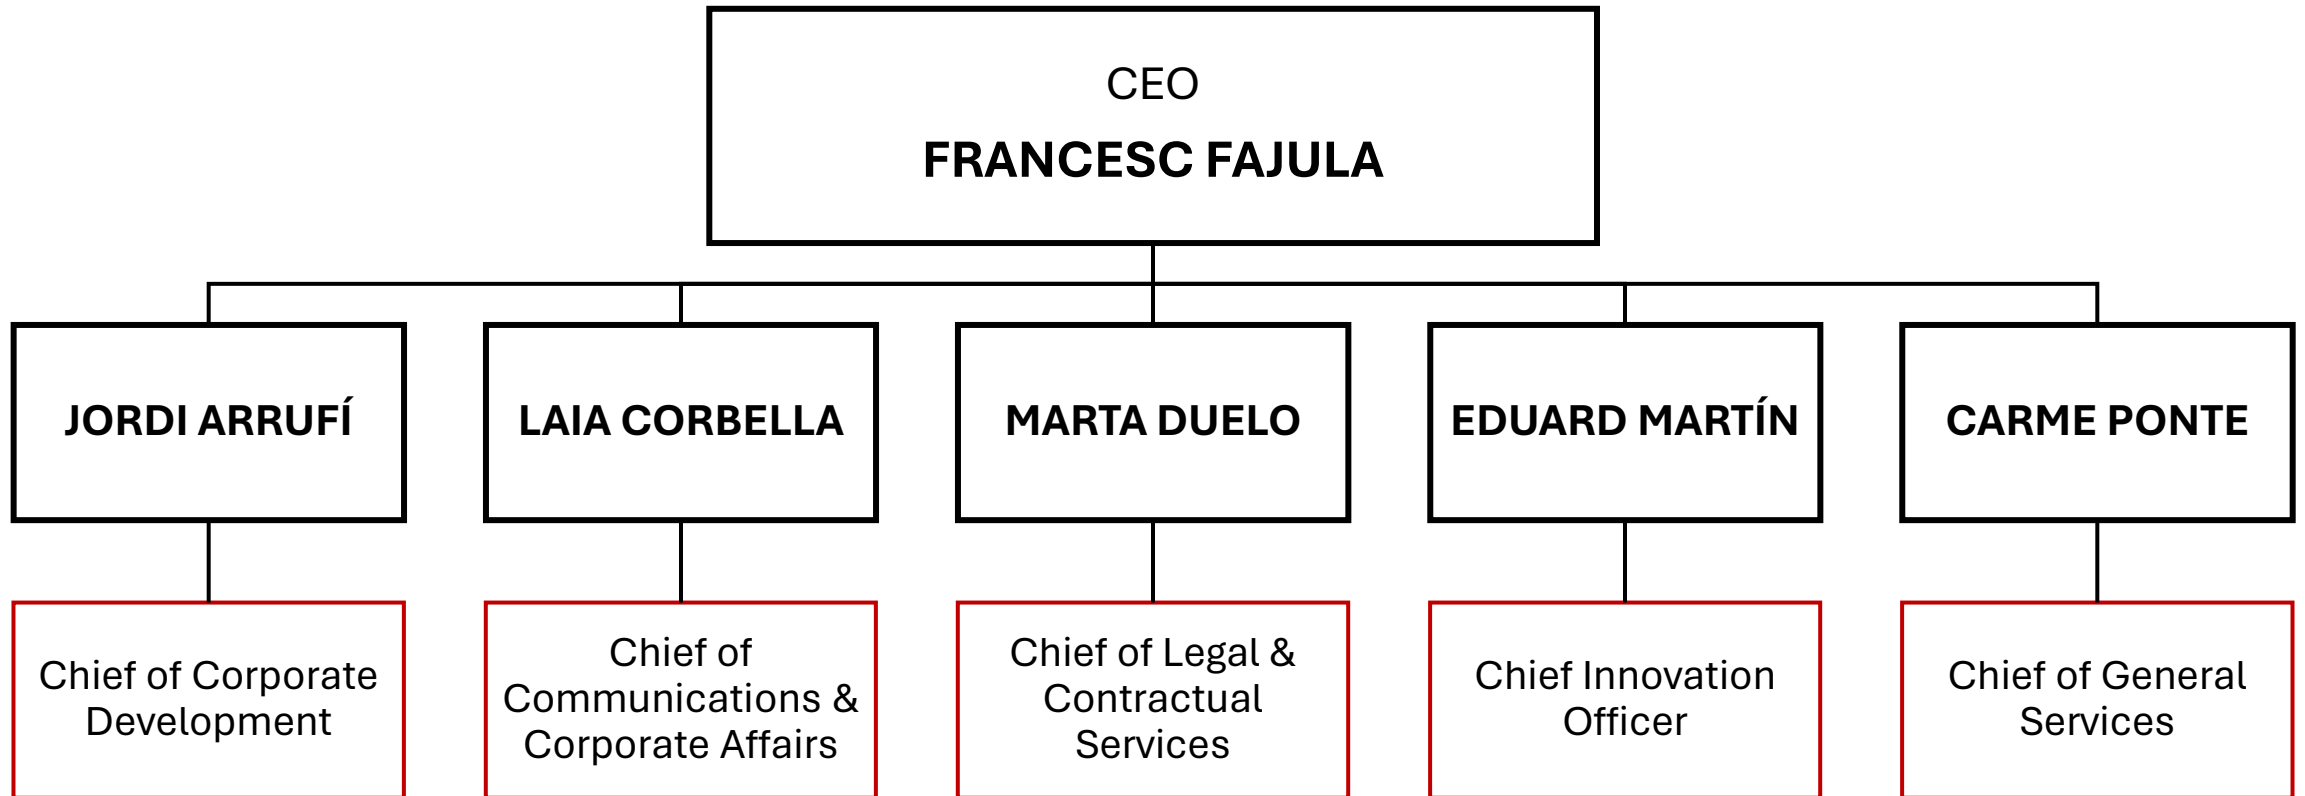 CEO
FRANCESC FAJULA
JORDI ARRUFÍ
LAIA CORBELLA
MARTA DUELO
EDUARD MARTÍN
CARME PONTE
Chief of Corporate
Development
Chief of
Communications &
Corporate Affairs
Chief of Legal &
Contractual
Services
Chief Innovation
Officer
Chief of General
Services